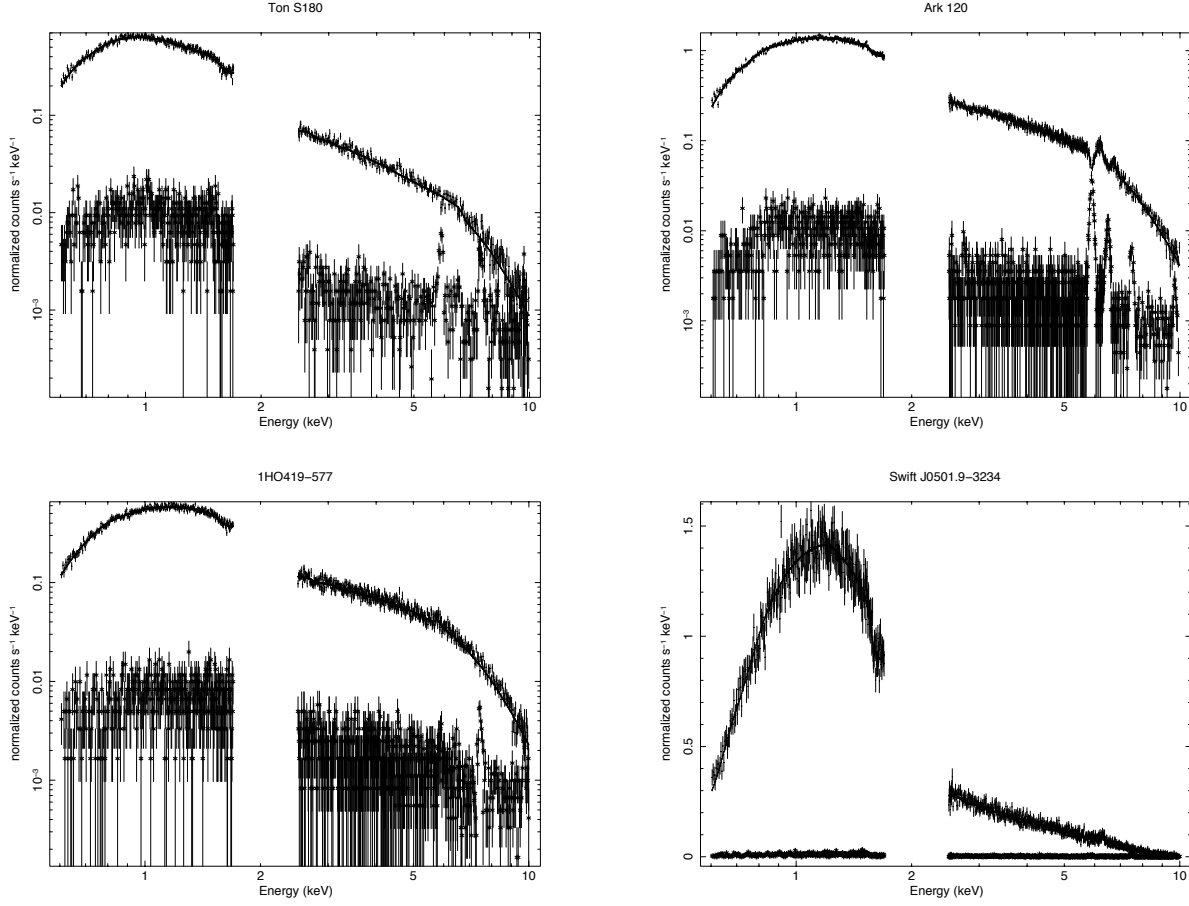 Ton S180
normalized counts s⁻¹ keV⁻¹
0.1
0.01
10⁻³
1
2
5
10
Energy (keV)
Ark 120
normalized counts s⁻¹ keV⁻¹
1
0.1
0.01
10⁻³
1
2
5
10
Energy (keV)
1HO419−577
normalized counts s⁻¹ keV⁻¹
0.1
0.01
10⁻³
1
2
5
10
Energy (keV)
Swift J0501.9−3234
normalized counts s⁻¹ keV⁻¹
1.5
1
0.5
0
1
2
5
10
Energy (keV)